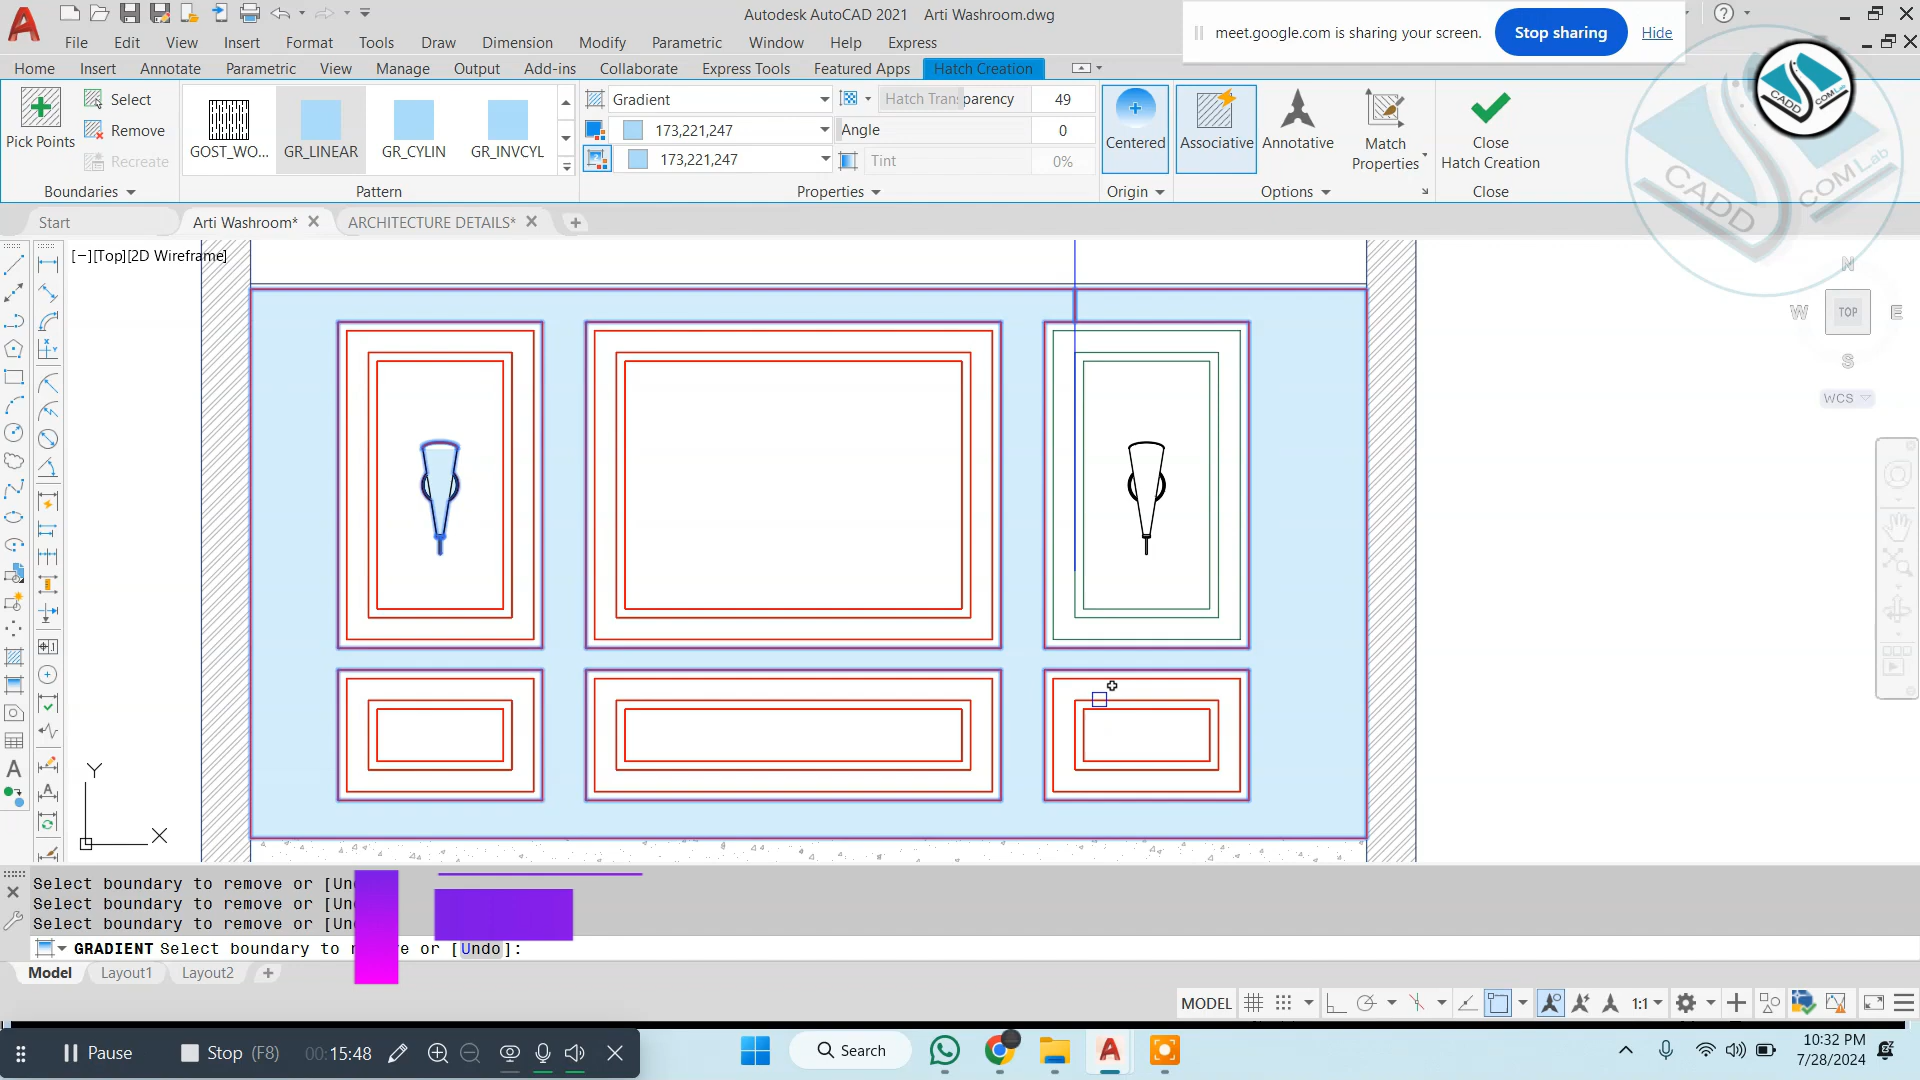 Autodesk AutoCAD 2021 Arti Washroom.dwg
meet.google.com is sharing your screen.
Stop sharing
Hide
File Edit View Insert Format Tools Draw Dimension Modify Parametric Window Help Express
Home Insert Annotate Parametric View Manage Output Add-ins Collaborate Express Tools Featured Apps Hatch Creation
CADD
COM Lab
Pick Points
Select
Remove
Recreate
Boundaries
GOST_WO... GR_LINEAR GR_CYLIN GR_INVCYL
Pattern
Gradient
173,221,247
173,221,247
Hatch Transparency 49
Angle 0
Tint 0%
Properties
Centered
Origin
Associative
Annotative
Match
Properties
Options
Close
Hatch Creation
Close
CADD
COM Lab
Start Arti Washroom* ARCHITECTURE DETAILS*
[−][Top][2D Wireframe]
N
W TOP E
S
WCS
Y
X
Select boundary to remove or [Un
Select boundary to remove or [Un
Select boundary to remove or [Un
GRADIENT Select boundary to ve or [Undo]:
Model Layout1 Layout2
MODEL 1:1
Pause Stop (F8) 00:15:48
Search
10:32 PM
7/28/2024